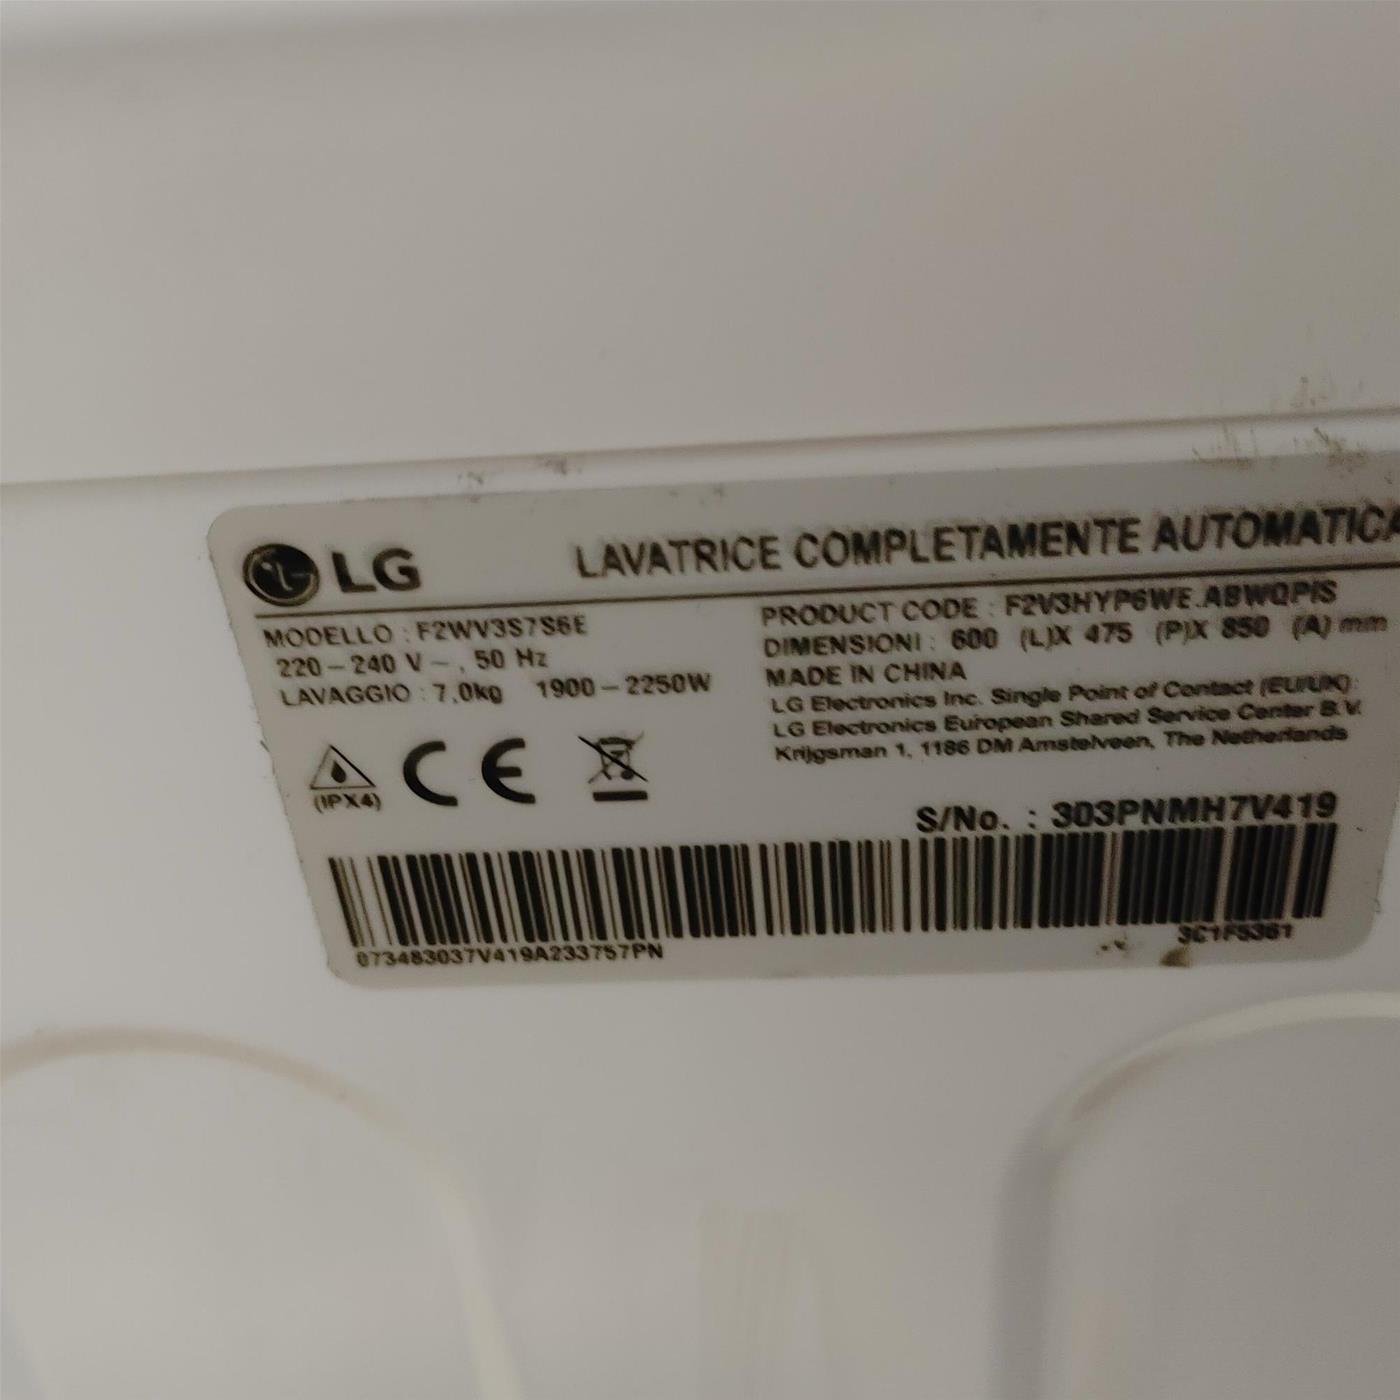 LG LAVATRICE COMPLETAMENTE AUTOMATICA
MODELLO : F2WV3S7S6E
220 – 240 V ~ , 50 Hz
LAVAGGIO : 7,0kg 1900 – 2250W
PRODUCT CODE : F2V3HYP6WE.ABWQPIS
DIMENSIONI : 600 (L)X 475 (P)X 850 (A) mm
MADE IN CHINA
LG Electronics Inc. Single Point of Contact (EU/UK) :
LG Electronics European Shared Service Center B.V.
Krijgsman 1, 1186 DM Amstelveen, The Netherlands
(IPX4) CE
S/No. : 303PNMH7V419
073483037V419A233757PN
3C1F5361